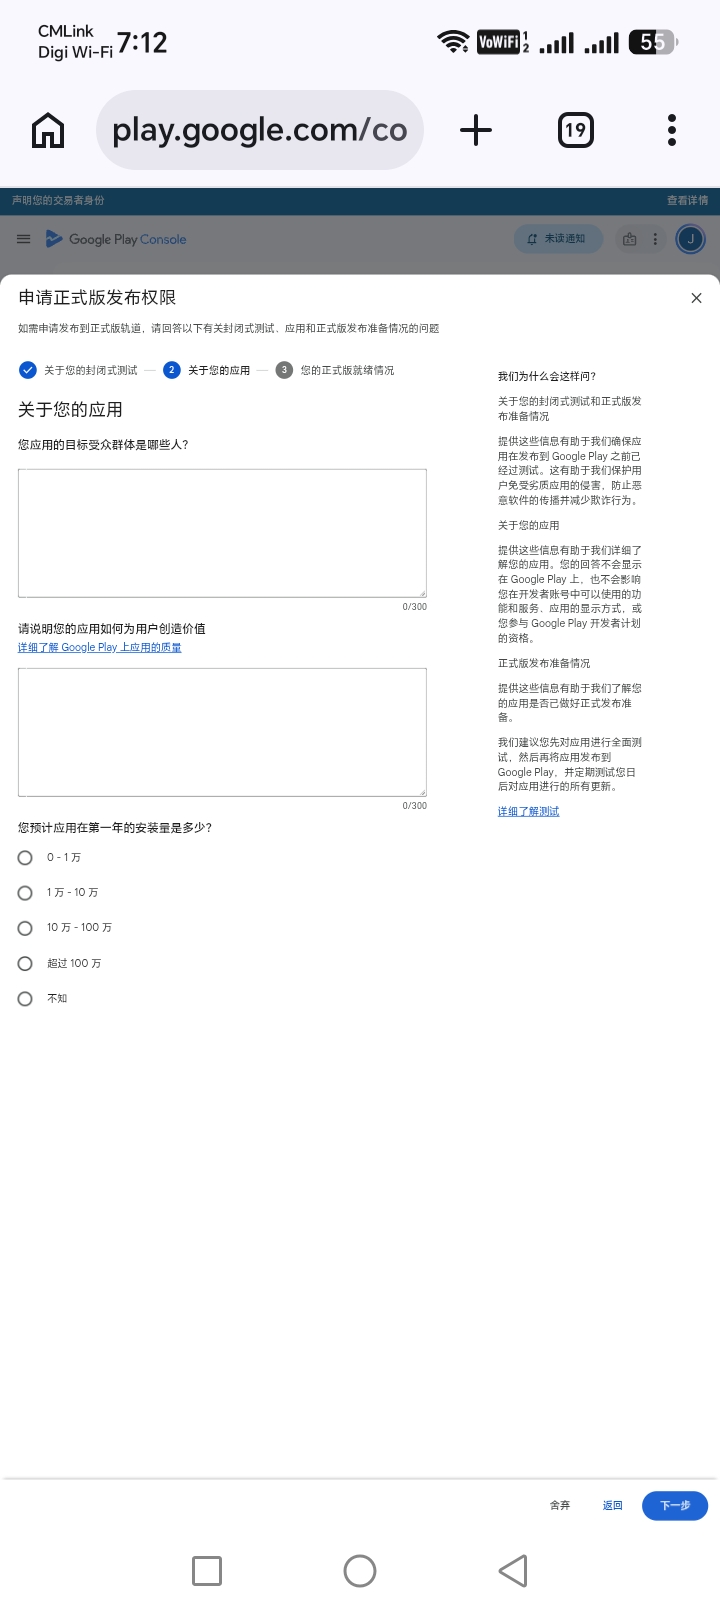 CMLink
Digi Wi-Fi
7:12
VoWiFi 1 2
55
play.google.com/co
19
声明您的交易者身份
查看详情
Google Play Console
未读通知
J
申请正式版发布权限
如需申请发布到正式版轨道，请回答以下有关封闭式测试、应用和正式版发布准备情况的问题
关于您的封闭式测试
2 关于您的应用
3 您的正式版就绪情况
关于您的应用
您应用的目标受众群体是哪些人？
0/300
请说明您的应用如何为用户创造价值
详细了解 Google Play 上应用的质量
0/300
您预计应用在第一年的安装量是多少？
0 - 1 万
1 万 - 10 万
10 万 - 100 万
超过 100 万
不知
我们为什么会这样问？
关于您的封闭式测试和正式版发
布准备情况
提供这些信息有助于我们确保应
用在发布到 Google Play 之前已
经过测试。这有助于我们保护用
户免受劣质应用的侵害，防止恶
意软件的传播并减少欺诈行为。
关于您的应用
提供这些信息有助于我们详细了
解您的应用。您的回答不会显示
在 Google Play 上，也不会影响
您在开发者账号中可以使用的功
能和服务、应用的显示方式，或
您参与 Google Play 开发者计划
的资格。
正式版发布准备情况
提供这些信息有助于我们了解您
的应用是否已做好正式发布准
备。
我们建议您先对应用进行全面测
试，然后再将应用发布到
Google Play，并定期测试您日
后对应用进行的所有更新。
详细了解测试
舍弃
返回
下一步